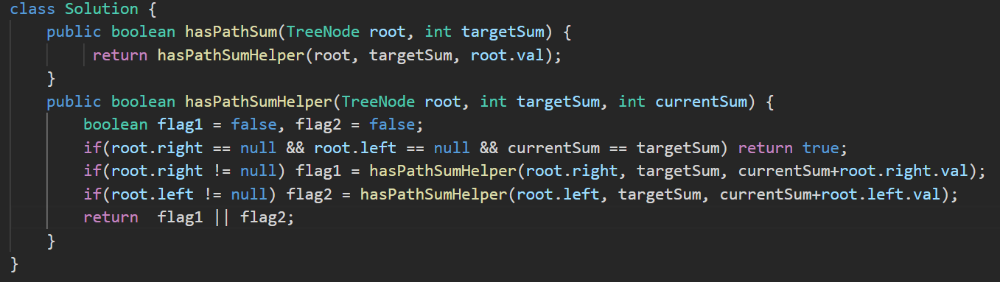 class Solution {
    public boolean hasPathSum(TreeNode root, int targetSum) {
         return hasPathSumHelper(root, targetSum, root.val);
    }
    public boolean hasPathSumHelper(TreeNode root, int targetSum, int currentSum) {
        boolean flag1 = false, flag2 = false;
        if(root.right == null && root.left == null && currentSum == targetSum) return true;
        if(root.right != null) flag1 = hasPathSumHelper(root.right, targetSum, currentSum+root.right.val);
        if(root.left != null) flag2 = hasPathSumHelper(root.left, targetSum, currentSum+root.left.val);
        return  flag1 || flag2;
    }
}